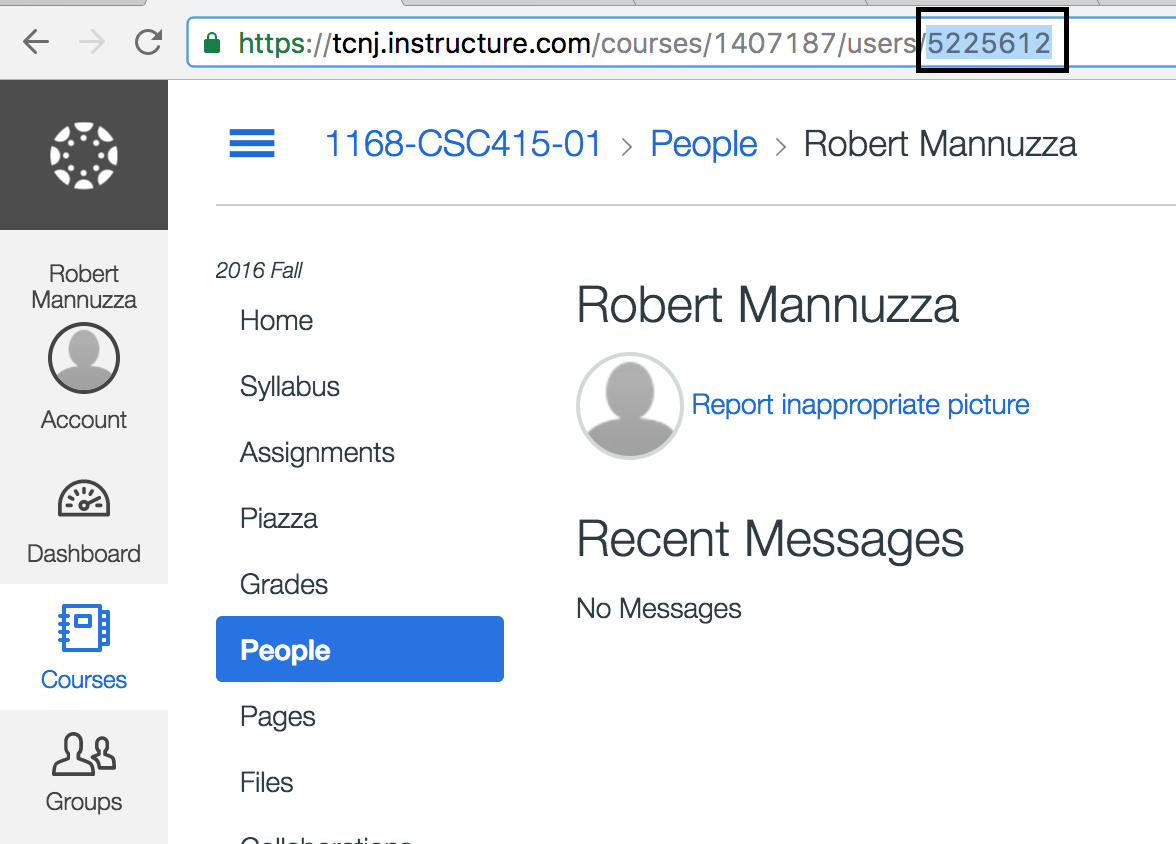 https://tcnj.instructure.com/courses/1407187/users/5225612
1168-CSC415-01 > People > Robert Mannuzza
Robert
Mannuzza
Account
Dashboard
Courses
Groups
2016 Fall
Home
Syllabus
Assignments
Piazza
Grades
People
Pages
Files
Collaborations
Robert Mannuzza
Report inappropriate picture
Recent Messages
No Messages